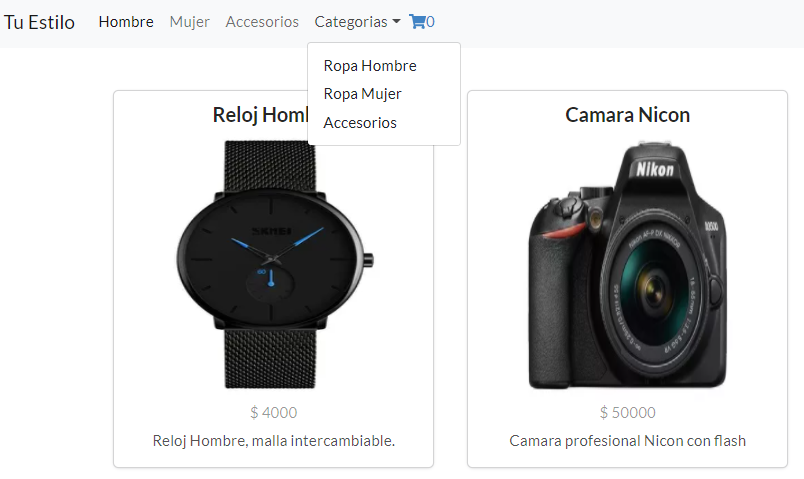 Tu Estilo Hombre Mujer Accesorios Categorias 0
Ropa Hombre
Ropa Mujer
Accesorios
Reloj
Camara Nicon
SKMEI
60
Nikon
$ 4000
Reloj Hombre, malla intercambiable.
$ 50000
Camara profesional Nicon con flash